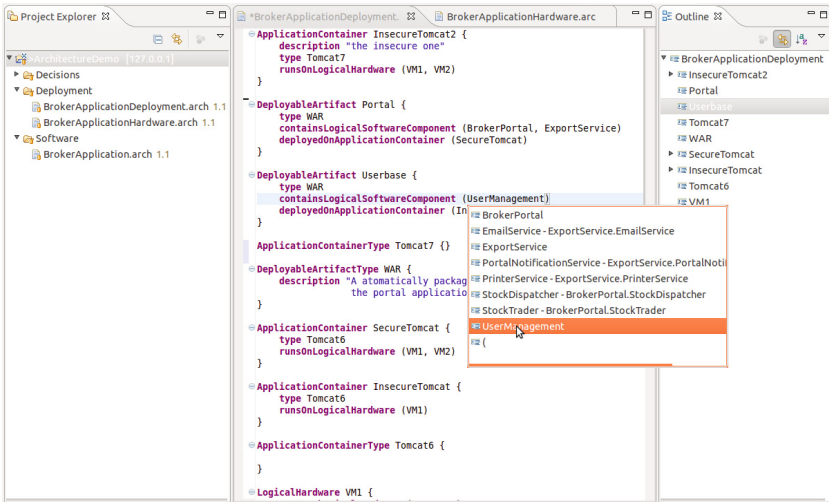 Project Explorer
>ArchitectureDemo [127.0.0.1]
Decisions
Deployment
BrokerApplicationDeployment.arch 1.1
BrokerApplicationHardware.arch 1.1
Software
BrokerApplication.arch 1.1
*BrokerApplicationDeployment.
BrokerApplicationHardware.arc
ApplicationContainer InsecureTomcat2 {
description "the insecure one"
type Tomcat7
runsOnLogicalHardware (VM1, VM2)
}
DeployableArtifact Portal {
type WAR
containsLogicalSoftwareComponent (BrokerPortal, ExportService)
deployedOnApplicationContainer (SecureTomcat)
}
DeployableArtifact Userbase {
type WAR
containsLogicalSoftwareComponent (UserManagement)
deployedOnApplicationContainer (In
}
ApplicationContainerType Tomcat7 {}
DeployableArtifactType WAR {
description "A atomatically packag
the portal applicatio
}
ApplicationContainer SecureTomcat {
type Tomcat6
runsOnLogicalHardware (VM1, VM2)
}
ApplicationContainer InsecureTomcat {
type Tomcat6
runsOnLogicalHardware (VM1)
}
ApplicationContainerType Tomcat6 {
}
LogicalHardware VM1 {
BrokerPortal
EmailService - ExportService.EmailService
ExportService
PortalNotificationService - ExportService.PortalNotif
PrinterService - ExportService.PrinterService
StockDispatcher - BrokerPortal.StockDispatcher
StockTrader - BrokerPortal.StockTrader
UserManagement
(
Outline
BrokerApplicationDeployment
InsecureTomcat2
Portal
Userbase
Tomcat7
WAR
SecureTomcat
InsecureTomcat
Tomcat6
VM1